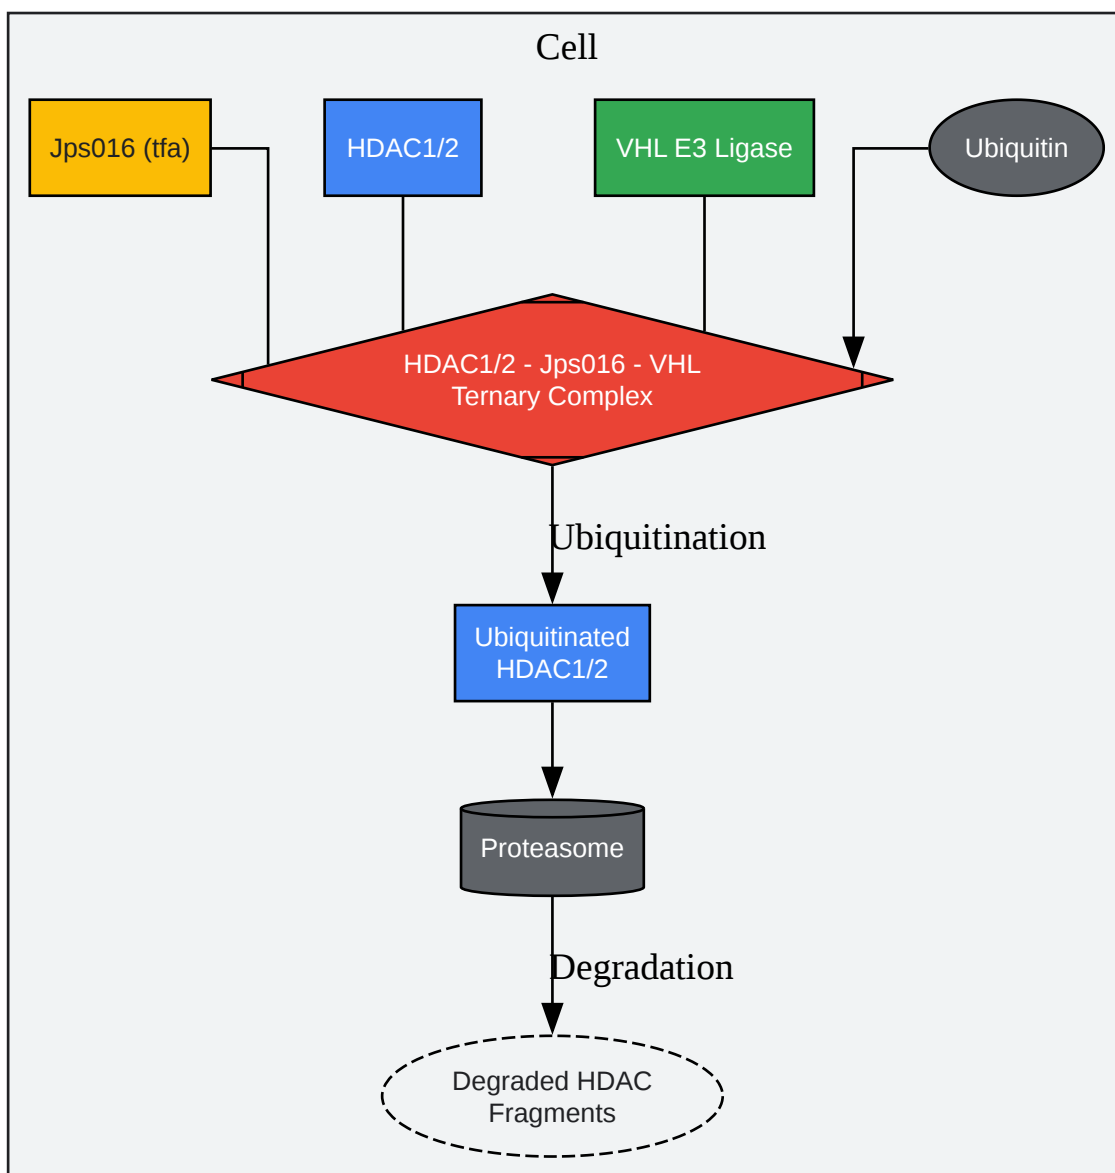 Cell
Jps016 (tfa)
HDAC1/2
VHL E3 Ligase
Ubiquitin
HDAC1/2 - Jps016 - VHL
Ternary Complex
Ubiquitination
Ubiquitinated
HDAC1/2
Proteasome
Degradation
Degraded HDAC
Fragments